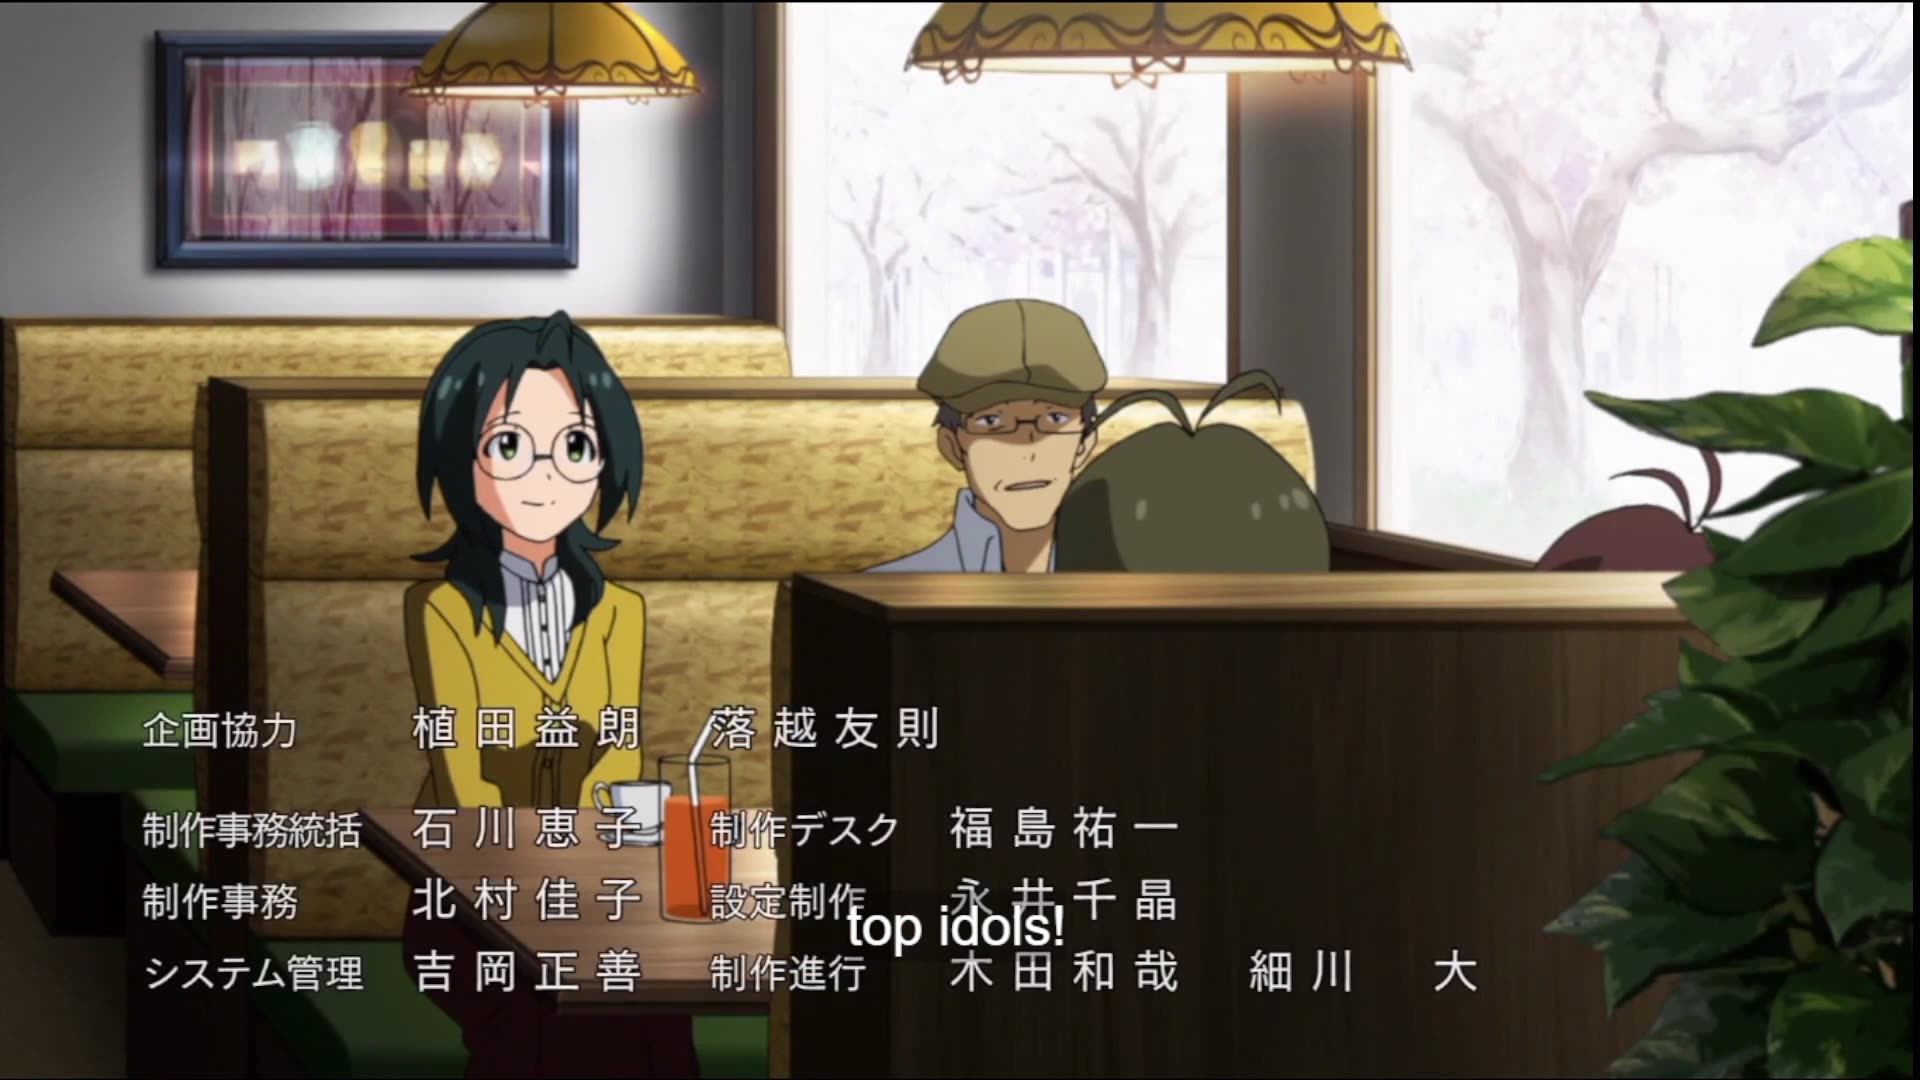 企画協力 植田益朗 落越友則
制作事務統括 石川恵子 制作デスク 福島祐一
制作事務 北村佳子 設定制作 永井千晶
top idols!
システム管理 吉岡正善 制作進行 木田和哉 細川 大